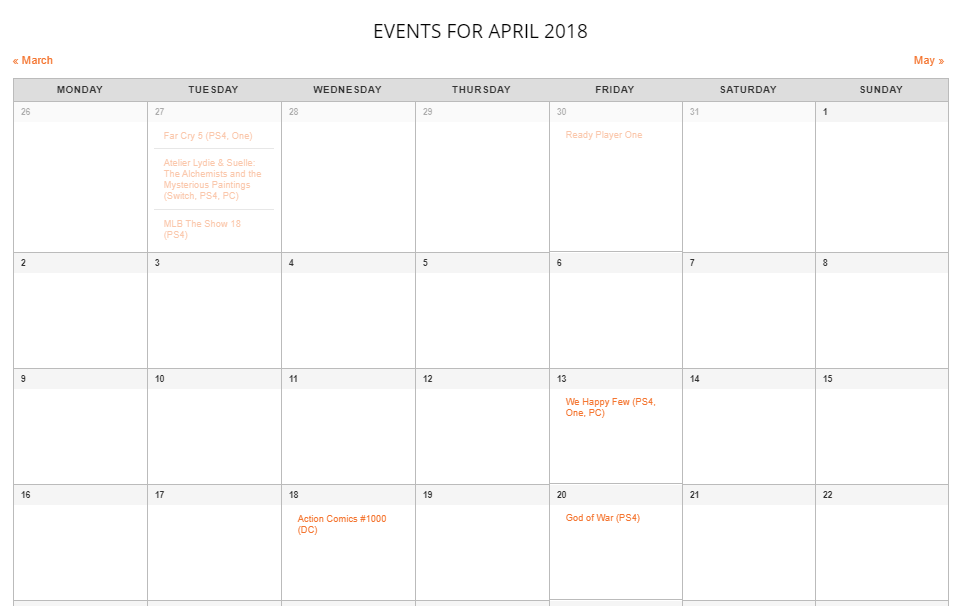 EVENTS FOR APRIL 2018
« March
May »
MONDAY TUESDAY WEDNESDAY THURSDAY FRIDAY SATURDAY SUNDAY
26 27 28 29 30 31 1
Far Cry 5 (PS4, One)
Atelier Lydie & Suelle:
The Alchemists and the
Mysterious Paintings
(Switch, PS4, PC)
MLB The Show 18
(PS4)
Ready Player One
2 3 4 5 6 7 8
9 10 11 12 13 14 15
We Happy Few (PS4,
One, PC)
16 17 18 19 20 21 22
Action Comics #1000
(DC)
God of War (PS4)